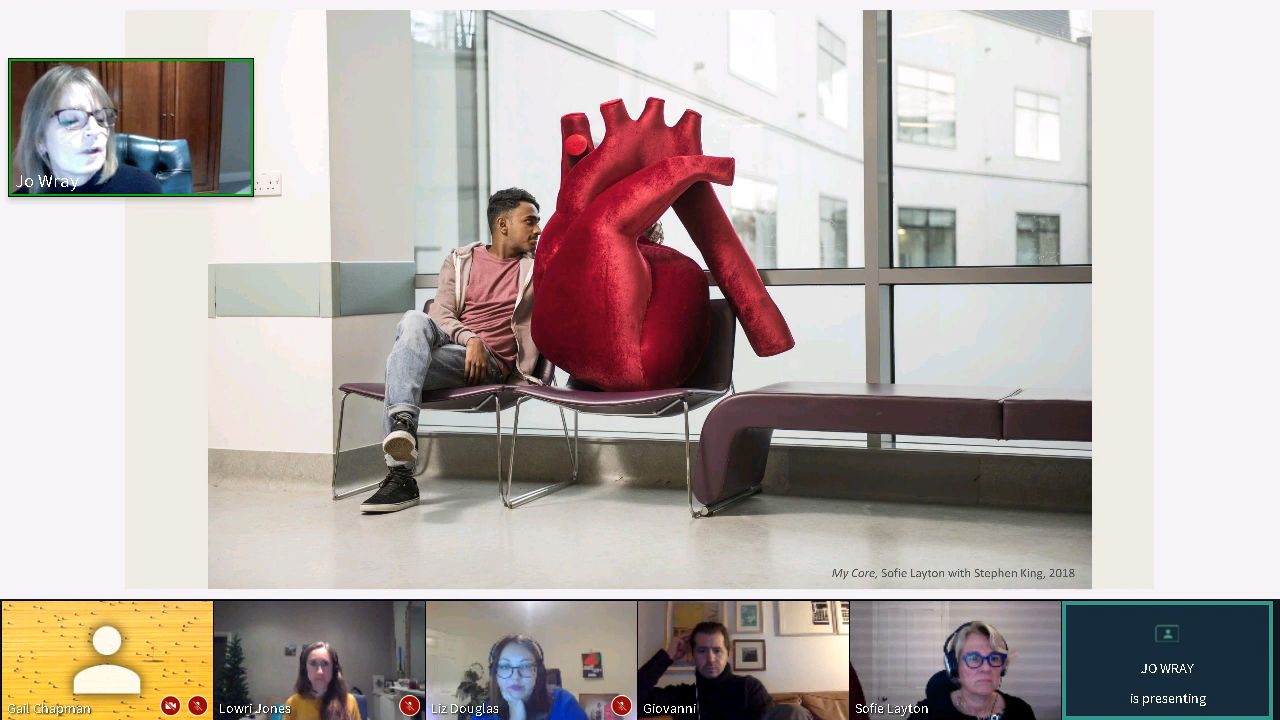 Jo Wray
My Core, Sofie Layton with Stephen King, 2018
Gail Chapman
Lowri Jones
Liz Douglas
Giovanni
Sofie Layton
JO WRAY
is presenting